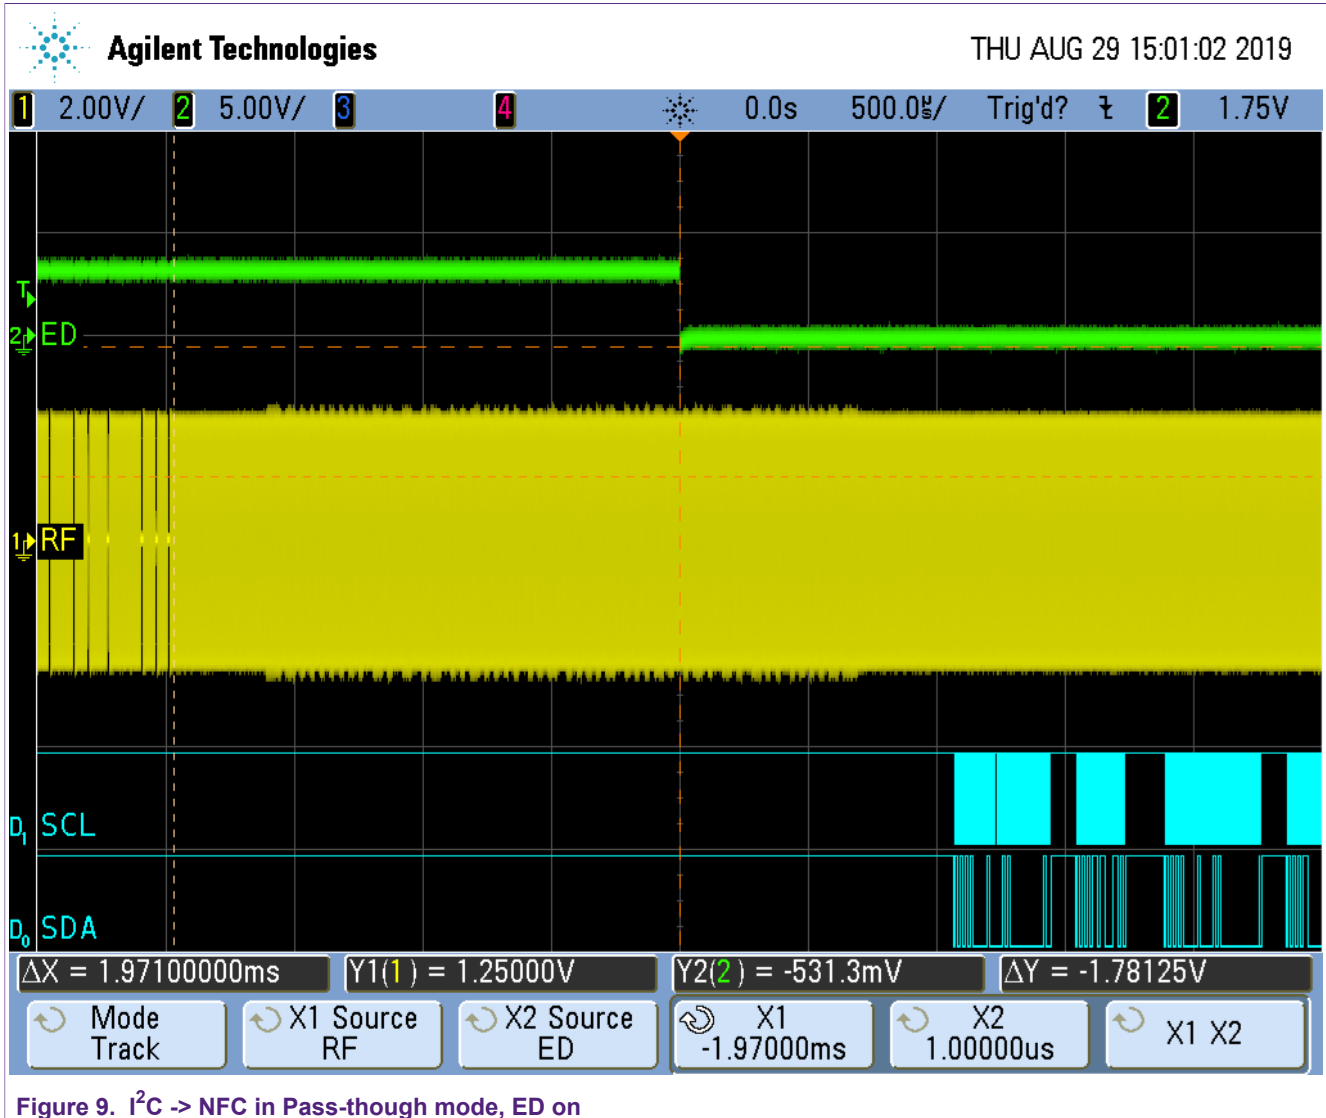 Agilent Technologies
THU AUG 29 15:01:02 2019
1 2.00V/ 2 5.00V/ 3 4 0.0s 500.0µs/ Trig'd? 2 1.75V
T
2 ED
1 RF
D1 SCL
D0 SDA
ΔX = 1.97100000ms Y1(1) = 1.25000V Y2(2) = -531.3mV ΔY = -1.78125V
Mode X1 Source X2 Source X1 X2 X1 X2
Track RF ED -1.97000ms 1.00000us
Figure 9. I²C -> NFC in Pass-though mode, ED on